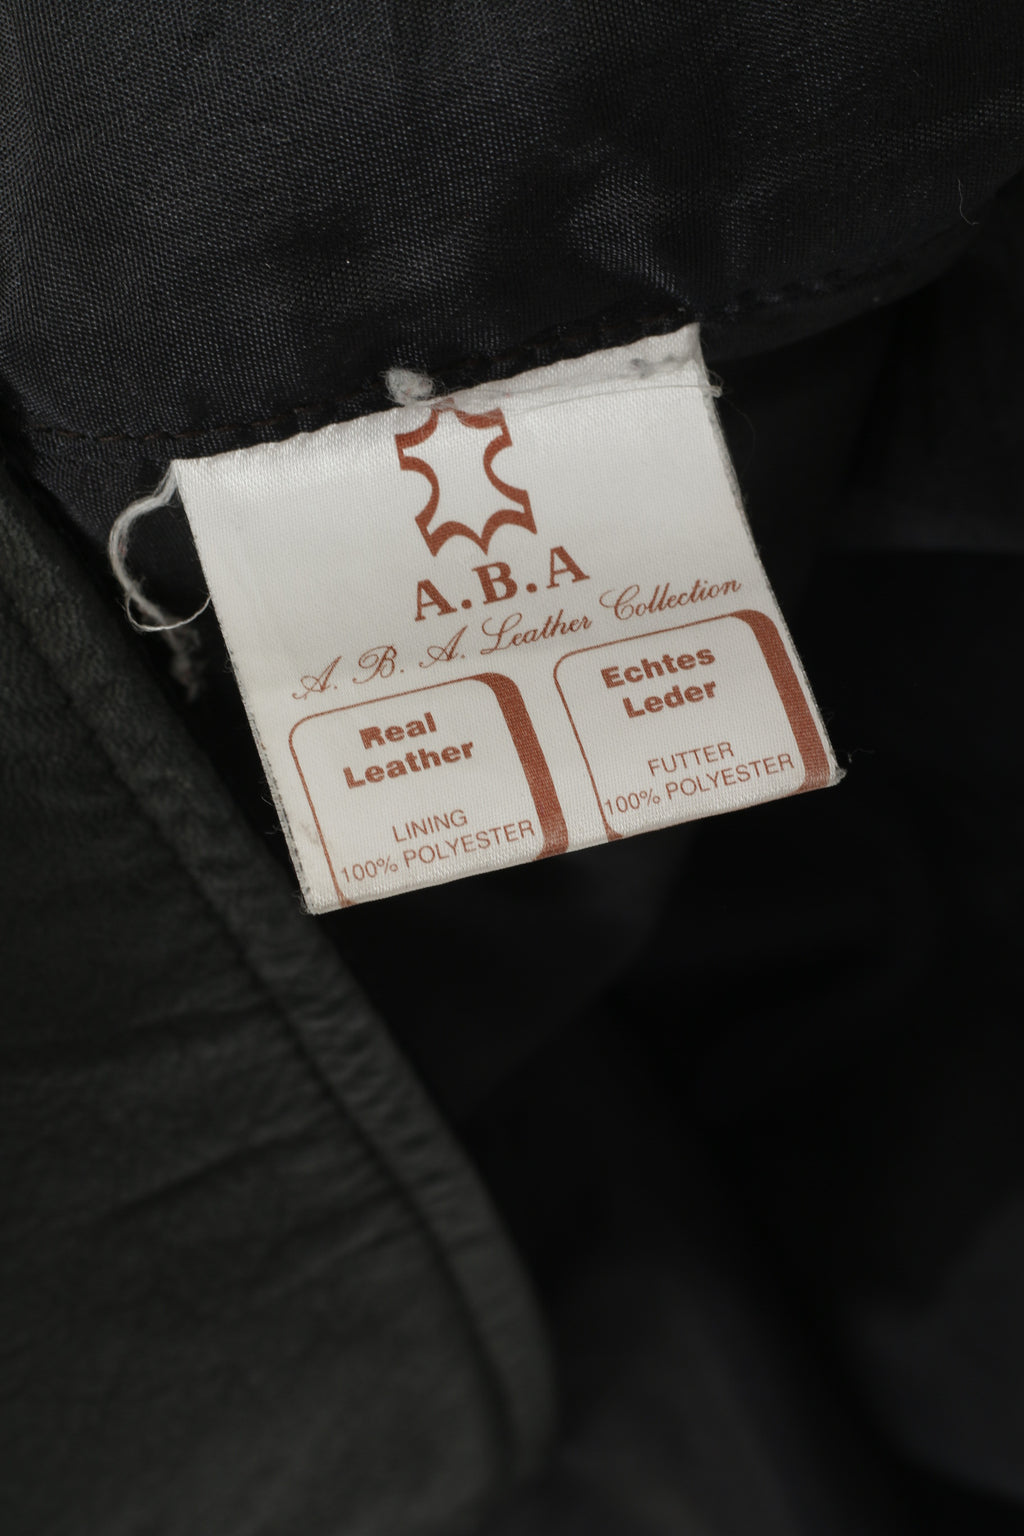 A.B.A
A. B. A. Leather Collection
Real
Leather
LINING
100% POLYESTER
Echtes
Leder
FUTTER
100% POLYESTER